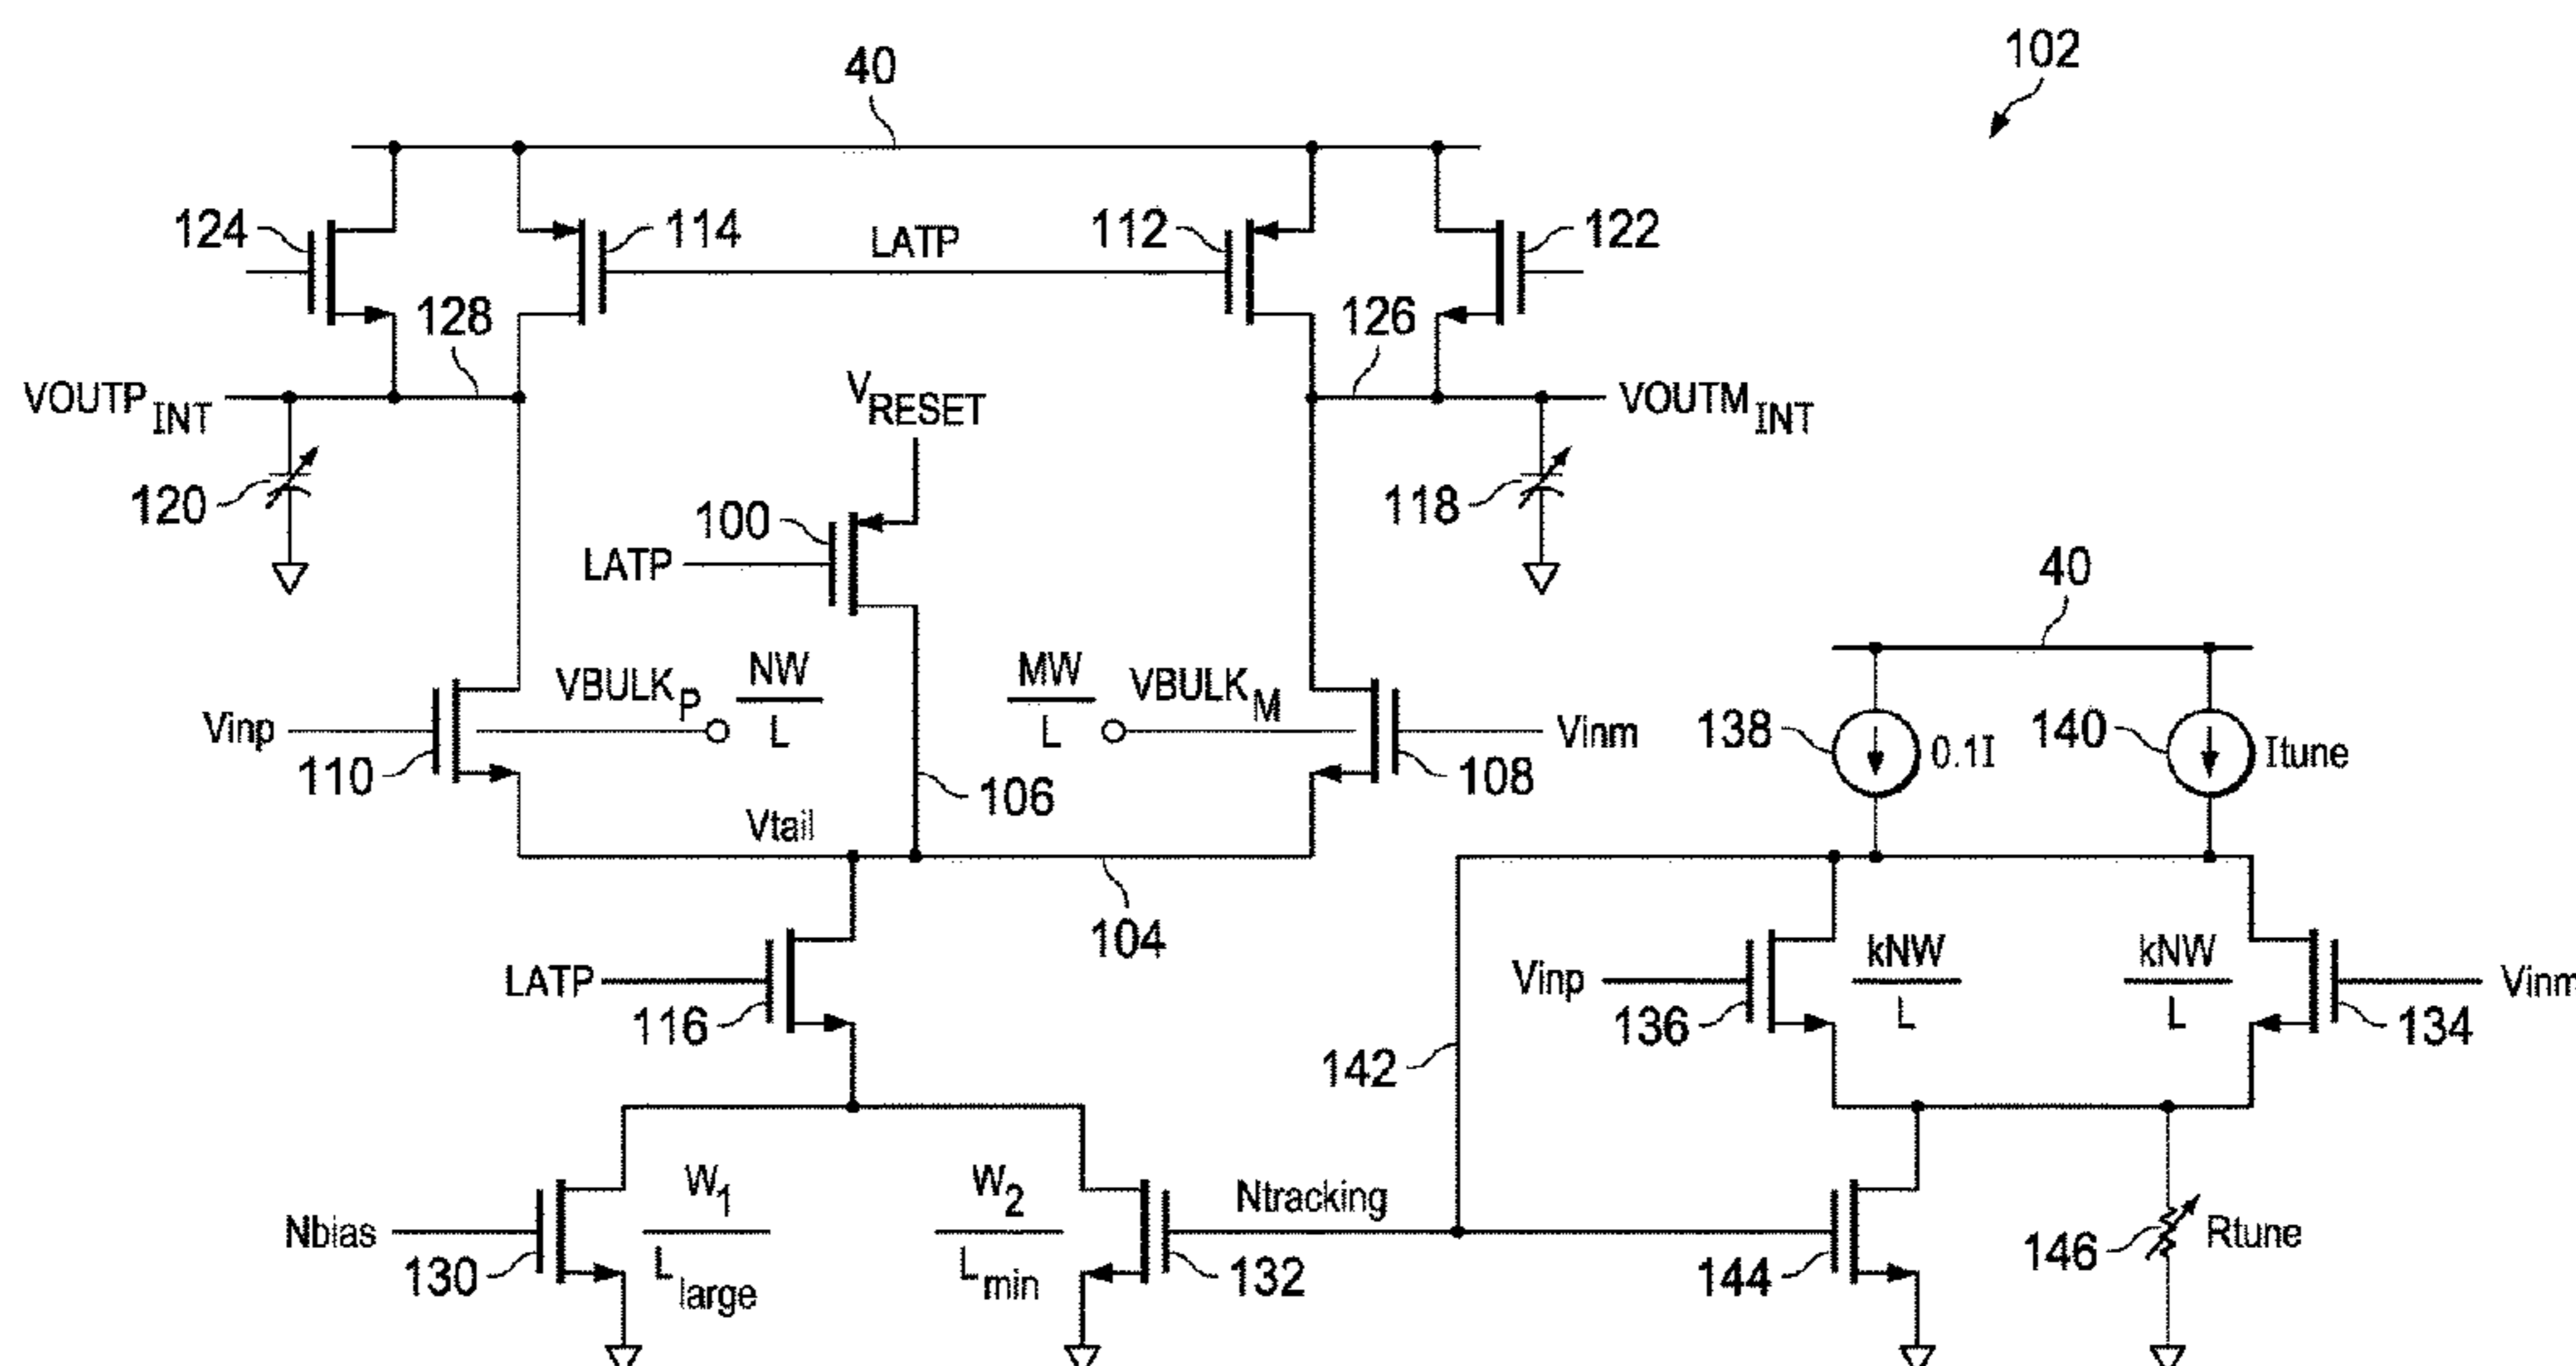 40
102
124
114
LATP
112
122
128
126
VOUTP INT
V RESET
VOUTM INT
120
100
118
LATP
40
VBULK P
NW
L
MW
L
VBULK M
138
0.1I
140
Itune
Vinp
Vinm
110
106
108
Vtail
104
LATP
116
Vinp
kNW
L
kNW
L
Vinm
136
134
142
Nbias
W1
L large
W2
L min
Ntracking
130
132
144
146
Rtune